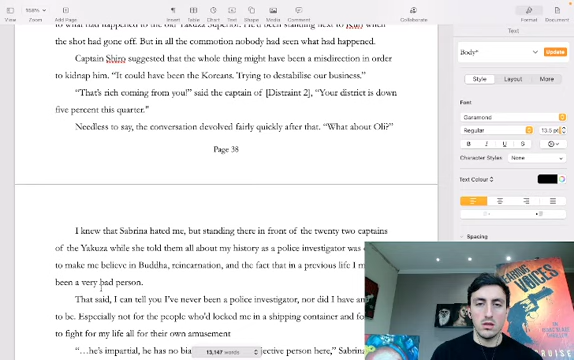 108%
View
Zoom
Add Page
Insert
Table
Chart
Text
Shape
Media
Comment
Collaborate
Format
Document
to what had happened to the old Yakuza Superior. He'd been standing next to
when
the shot had gone off. But in all the commotion nobody had seen what had happened.
Captain Shiro suggested that the whole thing might have been a misdirection in order
to kidnap him. “It could have been the Koreans. Trying to destabilise our business.”
“That's rich coming from you!” said the captain of [Distraint 2], “Your district is down
five percent this quarter.”
Needless to say, the conversation devolved fairly quickly after that. “What about Oli?”
Page 38
I knew that Sabrina hated me, but standing there in front of the twenty two captains
of the Yakuza while she told them all about my history as a police investigator was
to make me believe in Buddha, reincarnation, and the fact that in a previous life I
been a very bad person.
That said, I can tell you I've never been a police investigator, nor did I have
to be. Especially not for the people who'd locked me in a shipping container and
to fight for my life all for their own amusement
“…he's impartial, he has no
person here,”
13,147 words
Text
Body*
Update
Style
Layout
More
Font
Garamond
Regular
13.5 pt
B I U S
Character Styles
None
Text Colour
Spacing
HEARING
VOICES